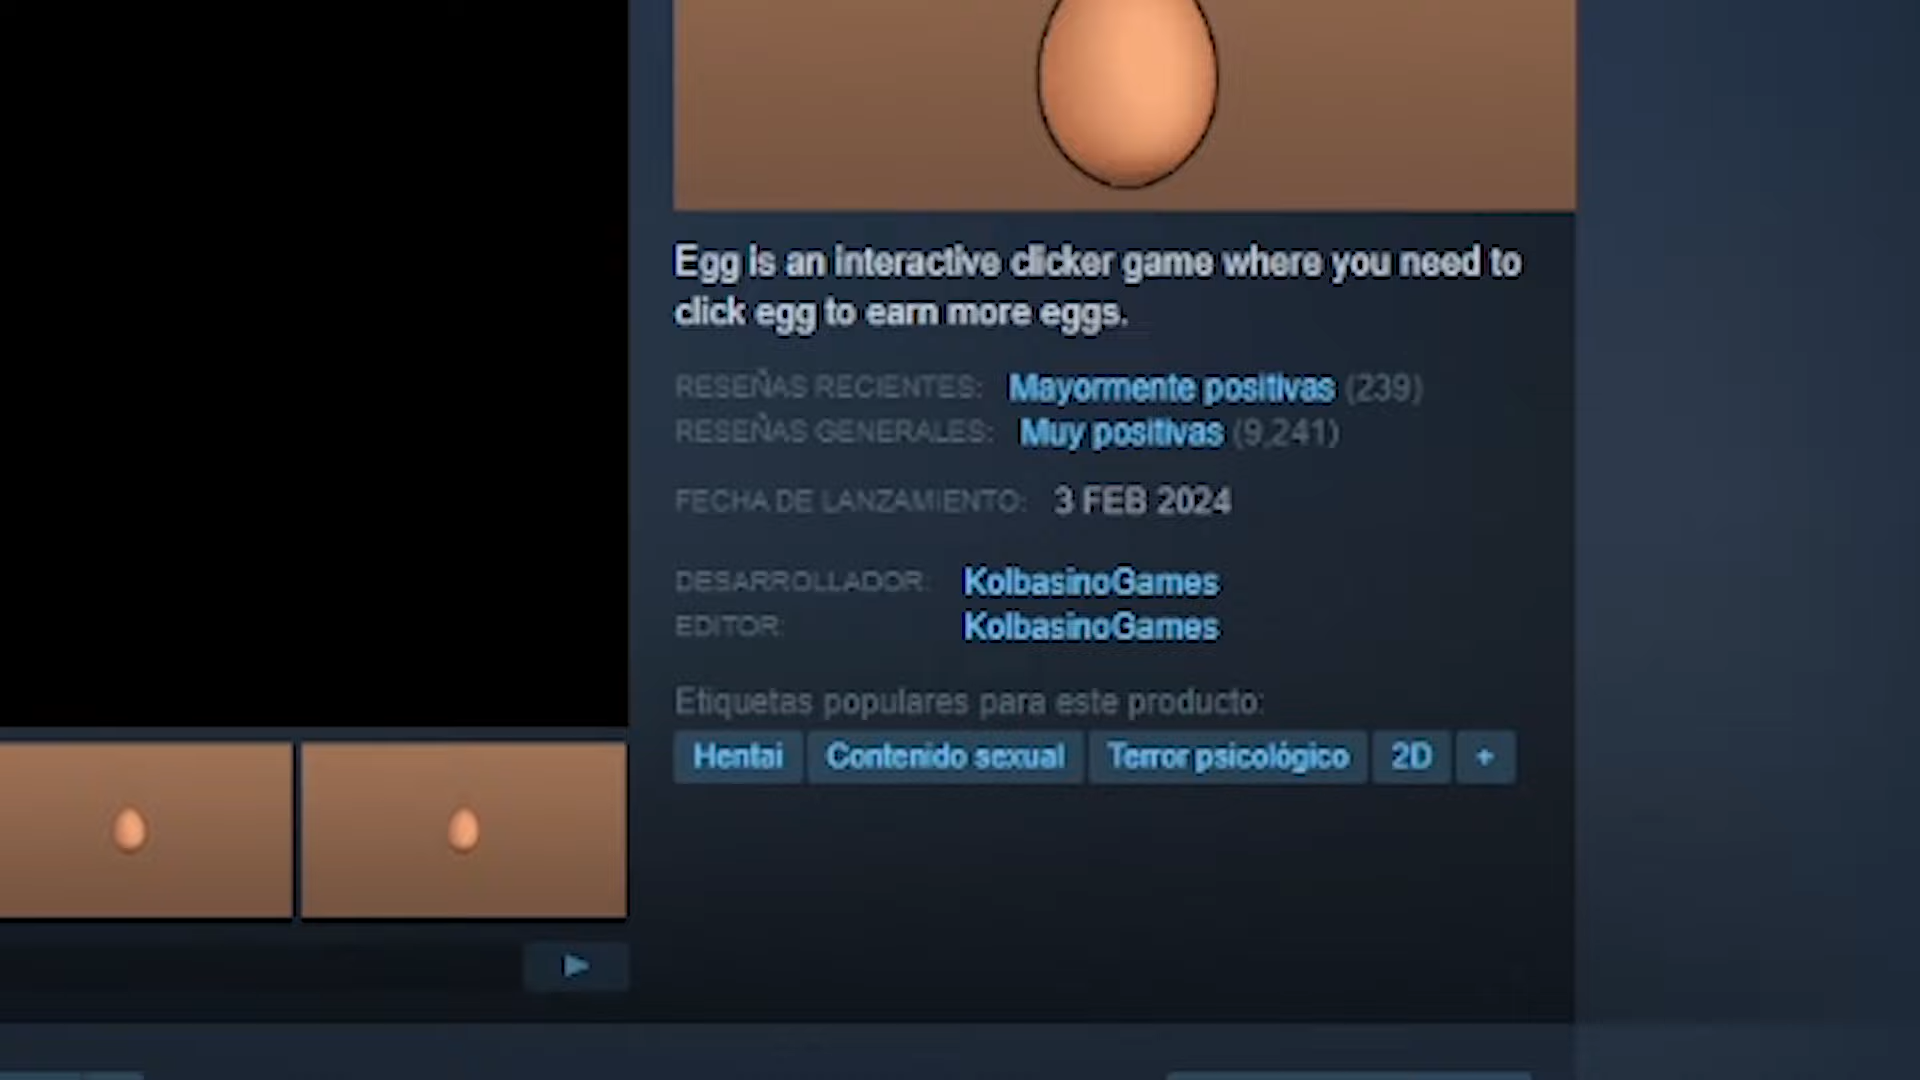 Egg is an interactive clicker game where you need to
click egg to earn more eggs.
RESEÑAS RECIENTES: Mayormente positivas (239)
RESEÑAS GENERALES: Muy positivas (9,241)
FECHA DE LANZAMIENTO: 3 FEB 2024
DESARROLLADOR: KolbasinoGames
EDITOR: KolbasinoGames
Etiquetas populares para este producto:
Hentai Contenido sexual Terror psicológico 2D +